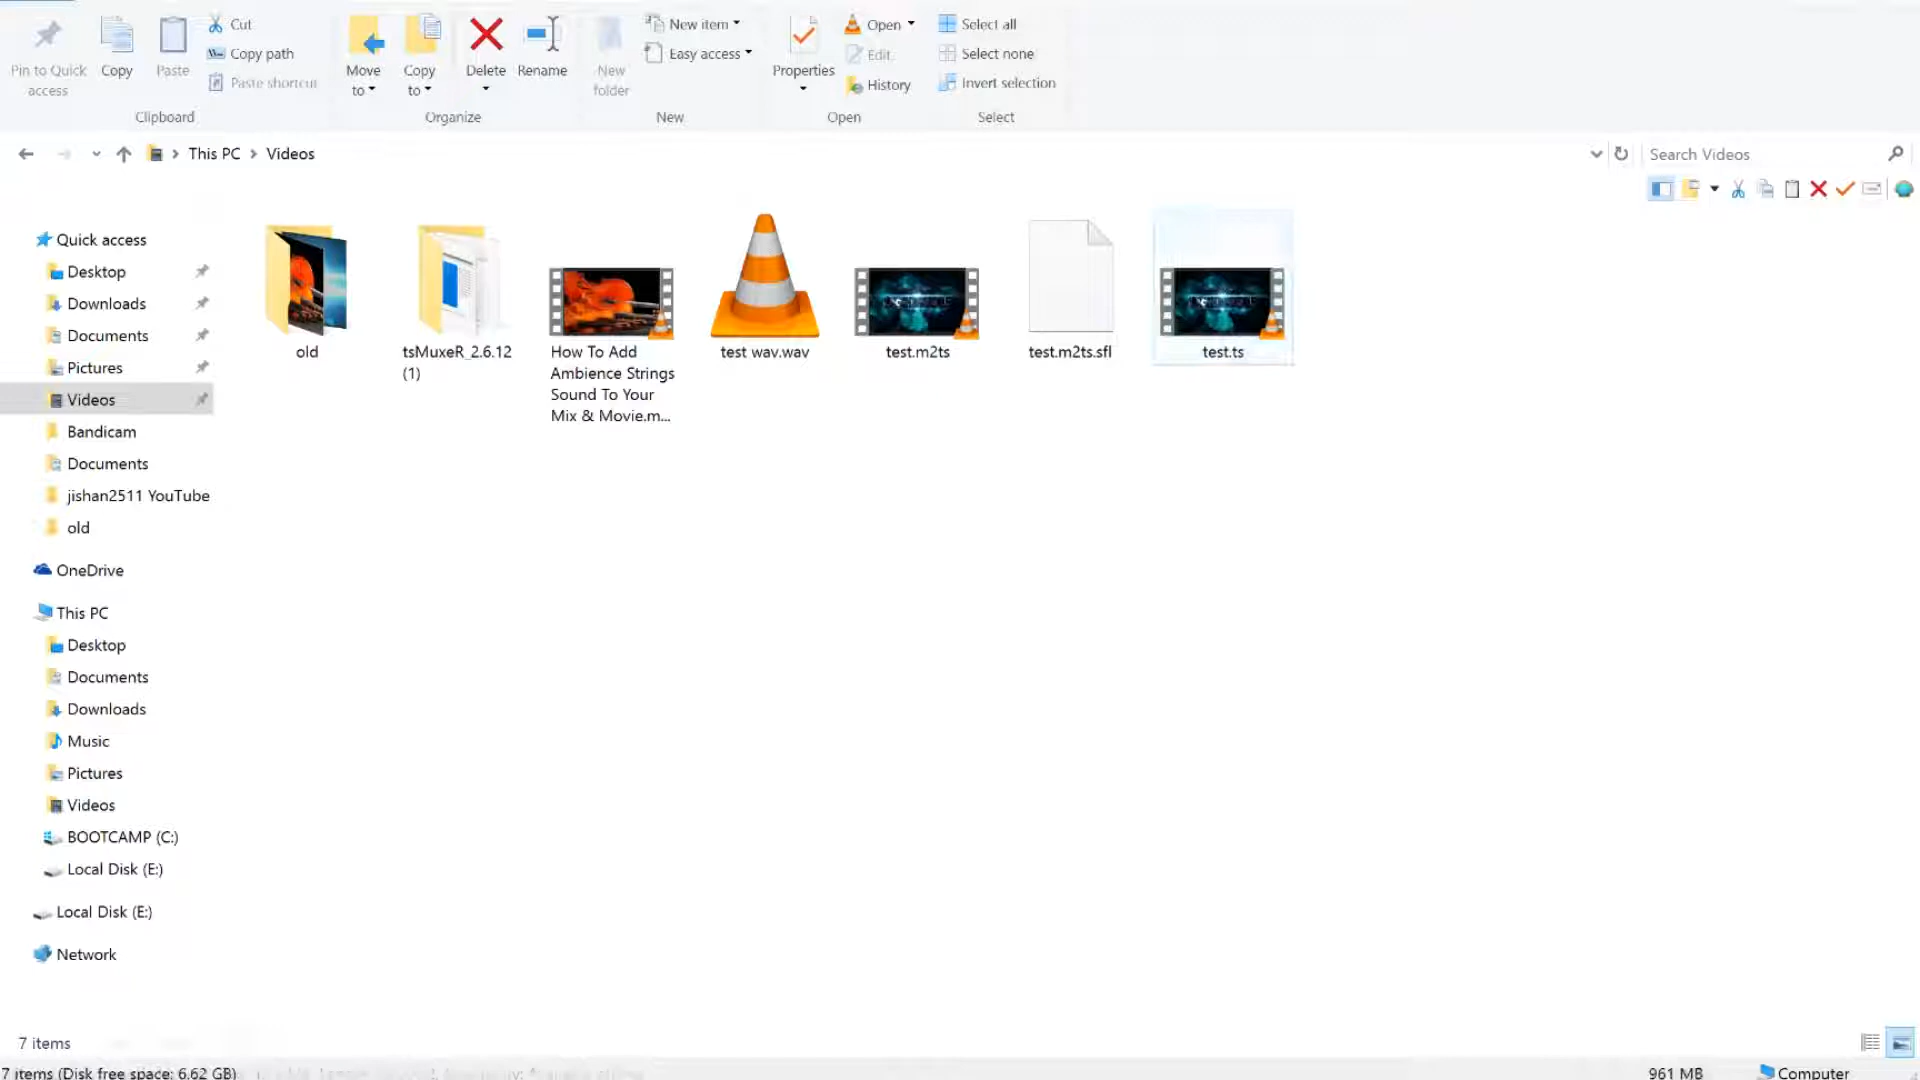 Pin to Quick access
Copy
Paste
Cut
Copy path
Paste shortcut
Clipboard
Move to
Copy to
Delete
Rename
Organize
New folder
New item
Easy access
New
Properties
Open
Edit
History
Open
Select all
Select none
Invert selection
Select
This PC
Videos
Search Videos
Quick access
Desktop
Downloads
Documents
Pictures
Videos
Bandicam
Documents
jishan2511 YouTube
old
OneDrive
This PC
Desktop
Documents
Downloads
Music
Pictures
Videos
BOOTCAMP (C:)
Local Disk (E:)
Local Disk (E:)
Network
old
tsMuxeR_2.6.12
(1)
How To Add
Ambience Strings
Sound To Your
Mix & Movie.m...
test wav.wav
test.m2ts
test.m2ts.sfl
test.ts
7 items
7 items (Disk free space: 6.62 GB)
961 MB
Computer